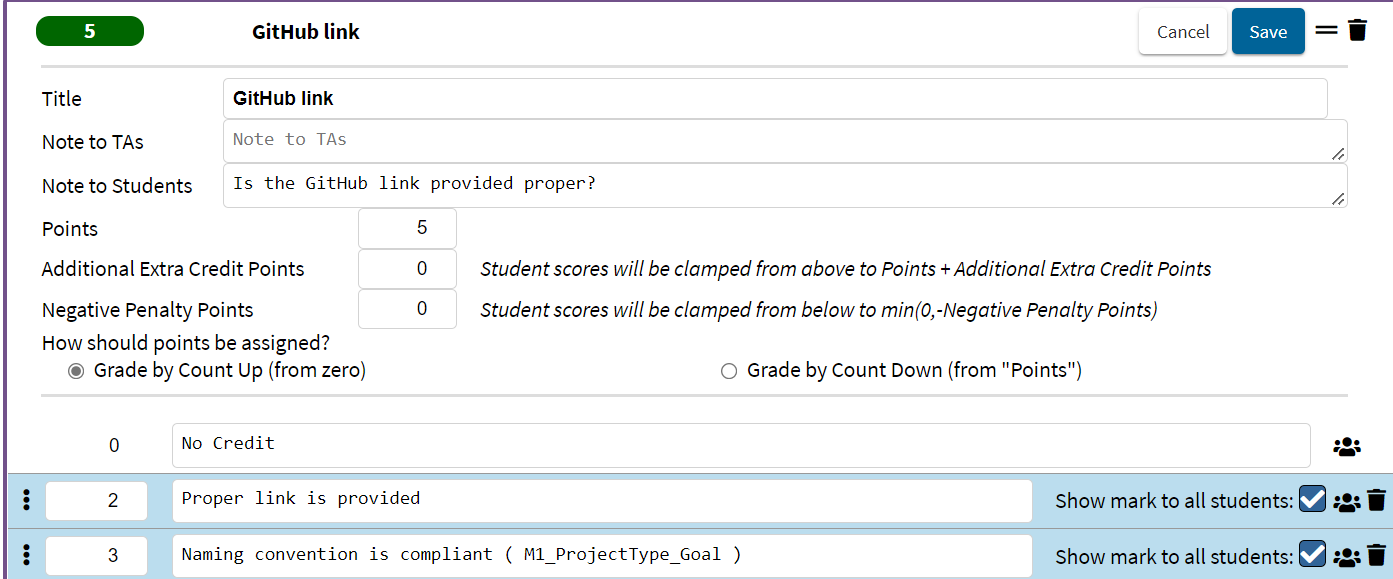 5 GitHub link Cancel Save
Title GitHub link
Note to TAs Note to TAs
Note to Students Is the GitHub link provided proper?
Points 5
Additional Extra Credit Points 0 Student scores will be clamped from above to Points + Additional Extra Credit Points
Negative Penalty Points 0 Student scores will be clamped from below to min(0,-Negative Penalty Points)
How should points be assigned?
Grade by Count Up (from zero) Grade by Count Down (from "Points")
0 No Credit
2 Proper link is provided Show mark to all students:
3 Naming convention is compliant ( M1_ProjectType_Goal ) Show mark to all students: